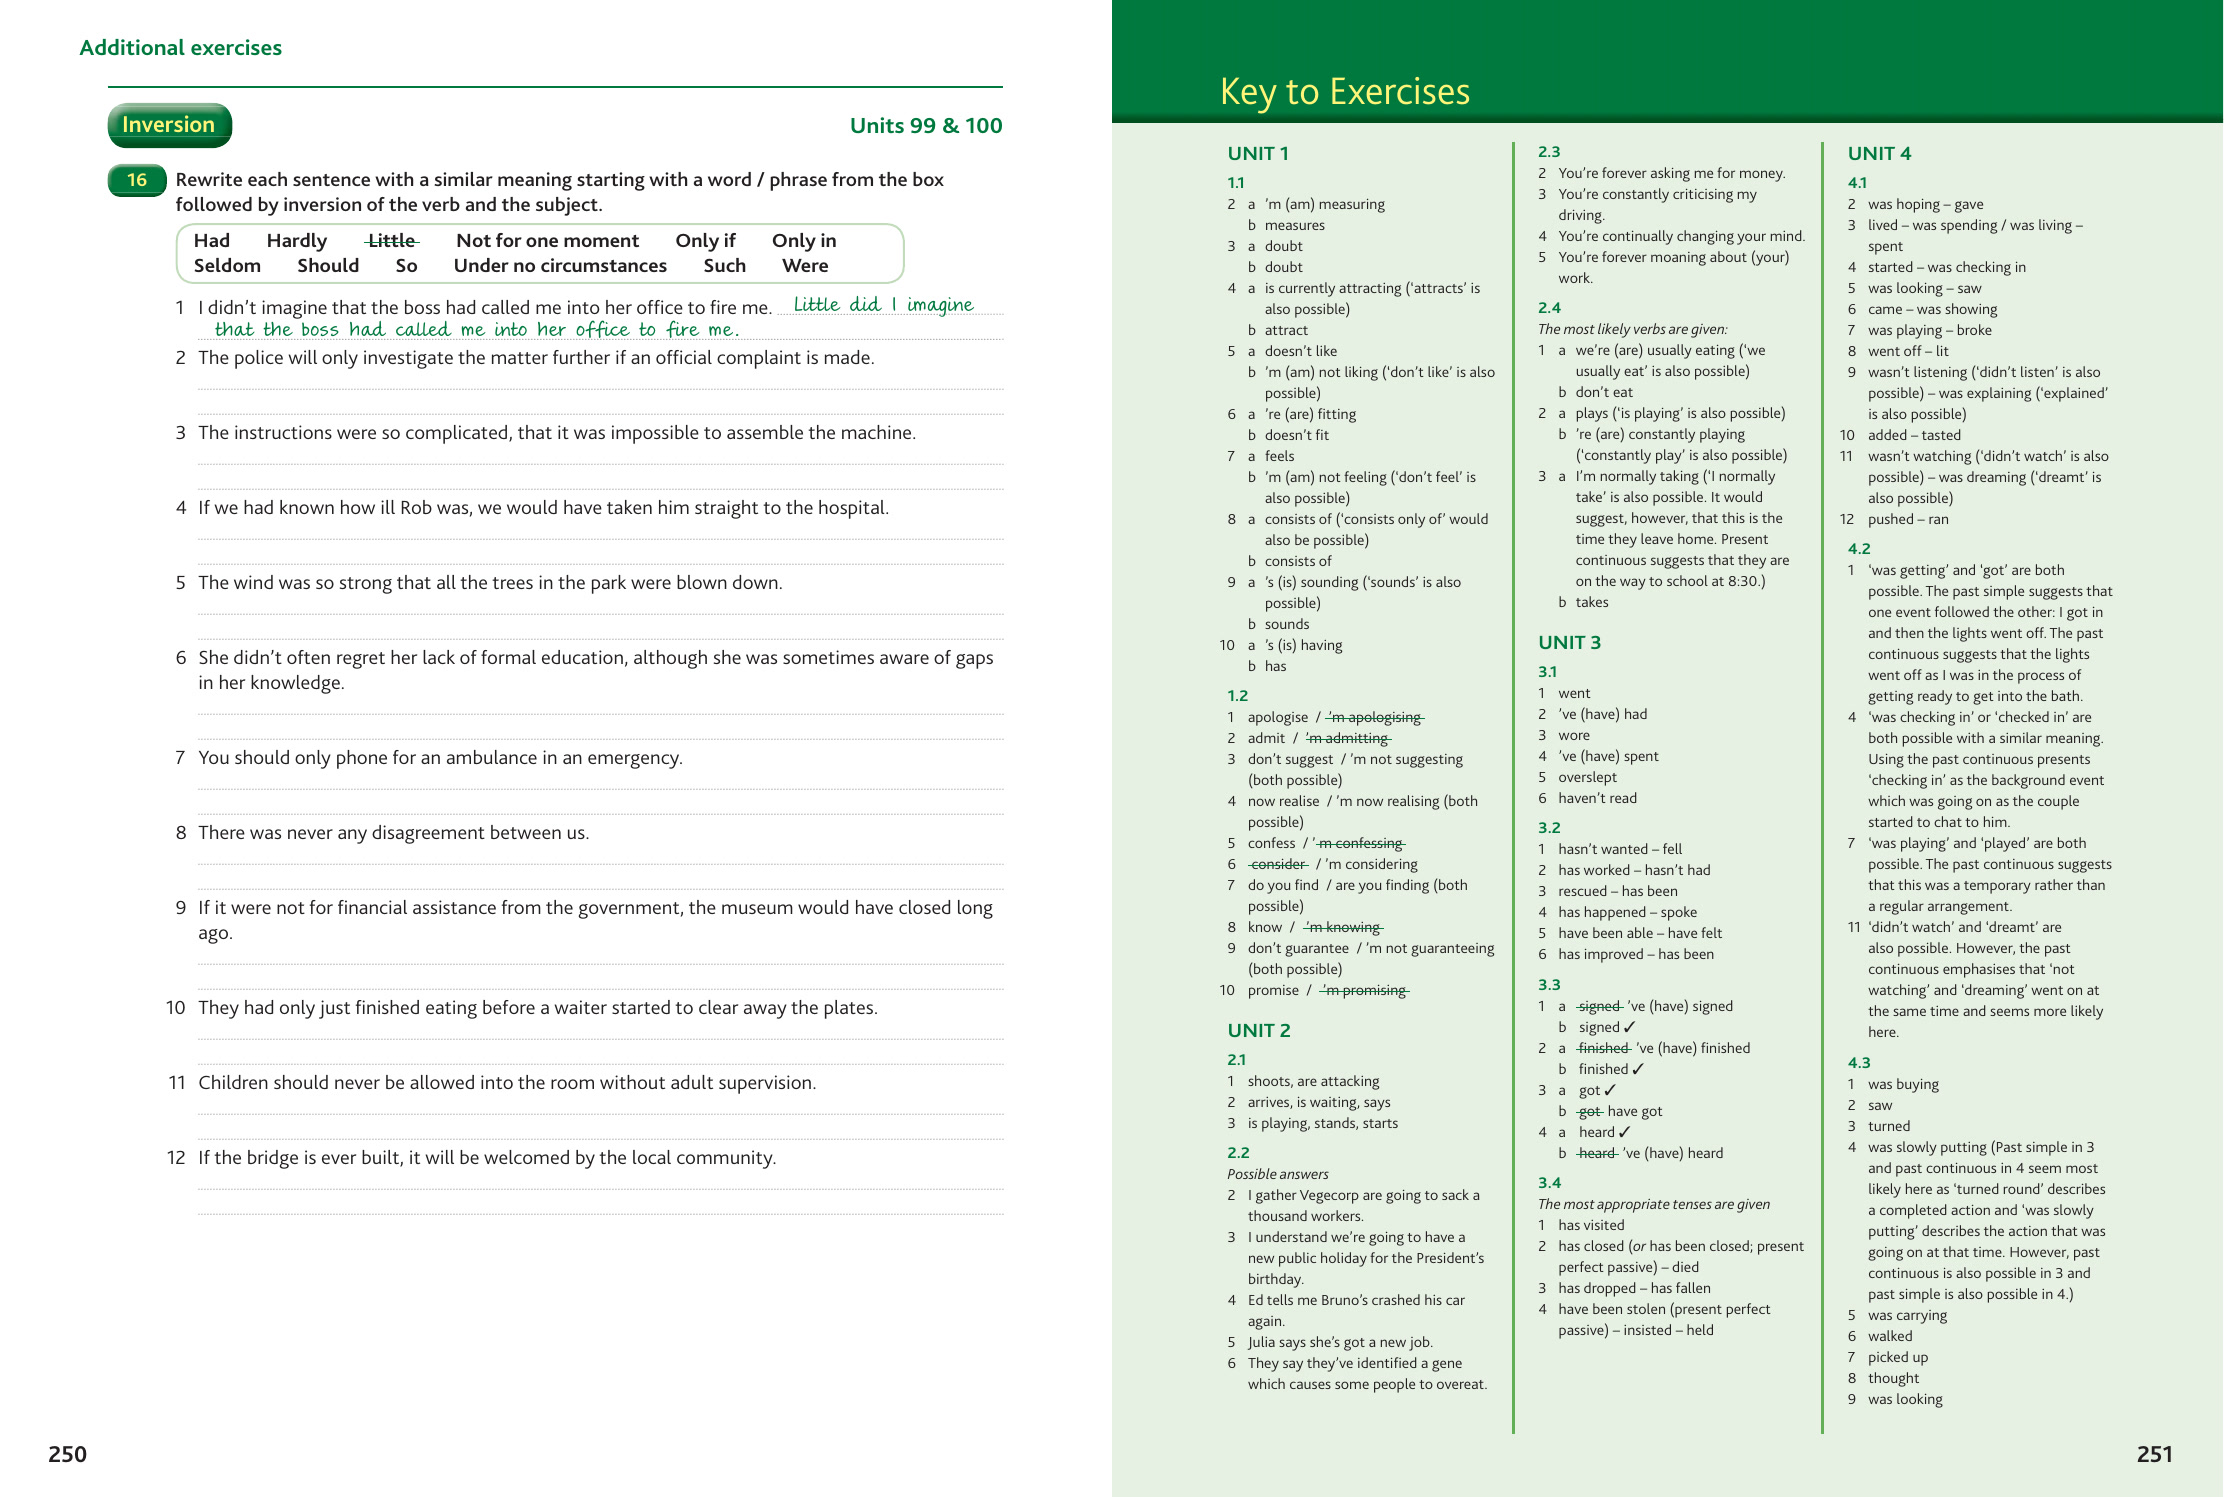 Additional exercises
Inversion
Units 99 & 100
16 Rewrite each sentence with a similar meaning starting with a word / phrase from the box
followed by inversion of the verb and the subject.
Had Hardly Little Not for one moment Only if Only in
Seldom Should So Under no circumstances Such Were
1 I didn’t imagine that the boss had called me into her office to fire me. Little did I imagine
that the boss had called me into her office to fire me.
2 The police will only investigate the matter further if an official complaint is made.
3 The instructions were so complicated, that it was impossible to assemble the machine.
4 If we had known how ill Rob was, we would have taken him straight to the hospital.
5 The wind was so strong that all the trees in the park were blown down.
6 She didn’t often regret her lack of formal education, although she was sometimes aware of gaps
in her knowledge.
7 You should only phone for an ambulance in an emergency.
8 There was never any disagreement between us.
9 If it were not for financial assistance from the government, the museum would have closed long
ago.
10 They had only just finished eating before a waiter started to clear away the plates.
11 Children should never be allowed into the room without adult supervision.
12 If the bridge is ever built, it will be welcomed by the local community.
250
Key to Exercises
UNIT 1
1.1
2 a ’m (am) measuring
b measures
3 a doubt
b doubt
4 a is currently attracting (‘attracts’ is
also possible)
b attract
5 a doesn’t like
b ’m (am) not liking (‘don’t like’ is also
possible)
6 a ’re (are) fitting
b doesn’t fit
7 a feels
b ’m (am) not feeling (‘don’t feel’ is
also possible)
8 a consists of (‘consists only of’ would
also be possible)
b consists of
9 a ’s (is) sounding (‘sounds’ is also
possible)
b sounds
10 a ’s (is) having
b has
1.2
1 apologise / ’m apologising
2 admit / ’m admitting
3 don’t suggest / ’m not suggesting
(both possible)
4 now realise / ’m now realising (both
possible)
5 confess / ’m confessing
6 consider / ’m considering
7 do you find / are you finding (both
possible)
8 know / ’m knowing
9 don’t guarantee / ’m not guaranteeing
(both possible)
10 promise / ’m promising
UNIT 2
2.1
1 shoots, are attacking
2 arrives, is waiting, says
3 is playing, stands, starts
2.2
Possible answers
2 I gather Vegecorp are going to sack a
thousand workers.
3 I understand we’re going to have a
new public holiday for the President’s
birthday.
4 Ed tells me Bruno’s crashed his car
again.
5 Julia says she’s got a new job.
6 They say they’ve identified a gene
which causes some people to overeat.
2.3
2 You’re forever asking me for money.
3 You’re constantly criticising my
driving.
4 You’re continually changing your mind.
5 You’re forever moaning about (your)
work.
2.4
The most likely verbs are given:
1 a we’re (are) usually eating (‘we
usually eat’ is also possible)
b don’t eat
2 a plays (‘is playing’ is also possible)
b ’re (are) constantly playing
(‘constantly play’ is also possible)
3 a I’m normally taking (‘I normally
take’ is also possible. It would
suggest, however, that this is the
time they leave home. Present
continuous suggests that they are
on the way to school at 8:30.)
b takes
UNIT 3
3.1
1 went
2 ’ve (have) had
3 wore
4 ’ve (have) spent
5 overslept
6 haven’t read
3.2
1 hasn’t wanted – fell
2 has worked – hasn’t had
3 rescued – has been
4 has happened – spoke
5 have been able – have felt
6 has improved – has been
3.3
1 a signed ’ve (have) signed
b signed ✓
2 a finished ’ve (have) finished
b finished ✓
3 a got ✓
b got have got
4 a heard ✓
b heard ’ve (have) heard
3.4
The most appropriate tenses are given
1 has visited
2 has closed (or has been closed; present
perfect passive) – died
3 has dropped – has fallen
4 have been stolen (present perfect
passive) – insisted – held
UNIT 4
4.1
2 was hoping – gave
3 lived – was spending / was living –
spent
4 started – was checking in
5 was looking – saw
6 came – was showing
7 was playing – broke
8 went off – lit
9 wasn’t listening (‘didn’t listen’ is also
possible) – was explaining (‘explained’
is also possible)
10 added – tasted
11 wasn’t watching (‘didn’t watch’ is also
possible) – was dreaming (‘dreamt’ is
also possible)
12 pushed – ran
4.2
1 ‘was getting’ and ‘got’ are both
possible. The past simple suggests that
one event followed the other: I got in
and then the lights went off. The past
continuous suggests that the lights
went off as I was in the process of
getting ready to get into the bath.
4 ‘was checking in’ or ‘checked in’ are
both possible with a similar meaning.
Using the past continuous presents
‘checking in’ as the background event
which was going on as the couple
started to chat to him.
7 ‘was playing’ and ‘played’ are both
possible. The past continuous suggests
that this was a temporary rather than
a regular arrangement.
11 ‘didn’t watch’ and ‘dreamt’ are
also possible. However, the past
continuous emphasises that ‘not
watching’ and ‘dreaming’ went on at
the same time and seems more likely
here.
4.3
1 was buying
2 saw
3 turned
4 was slowly putting (Past simple in 3
and past continuous in 4 seem most
likely here as ‘turned round’ describes
a completed action and ‘was slowly
putting’ describes the action that was
going on at that time. However, past
continuous is also possible in 3 and
past simple is also possible in 4.)
5 was carrying
6 walked
7 picked up
8 thought
9 was looking
251